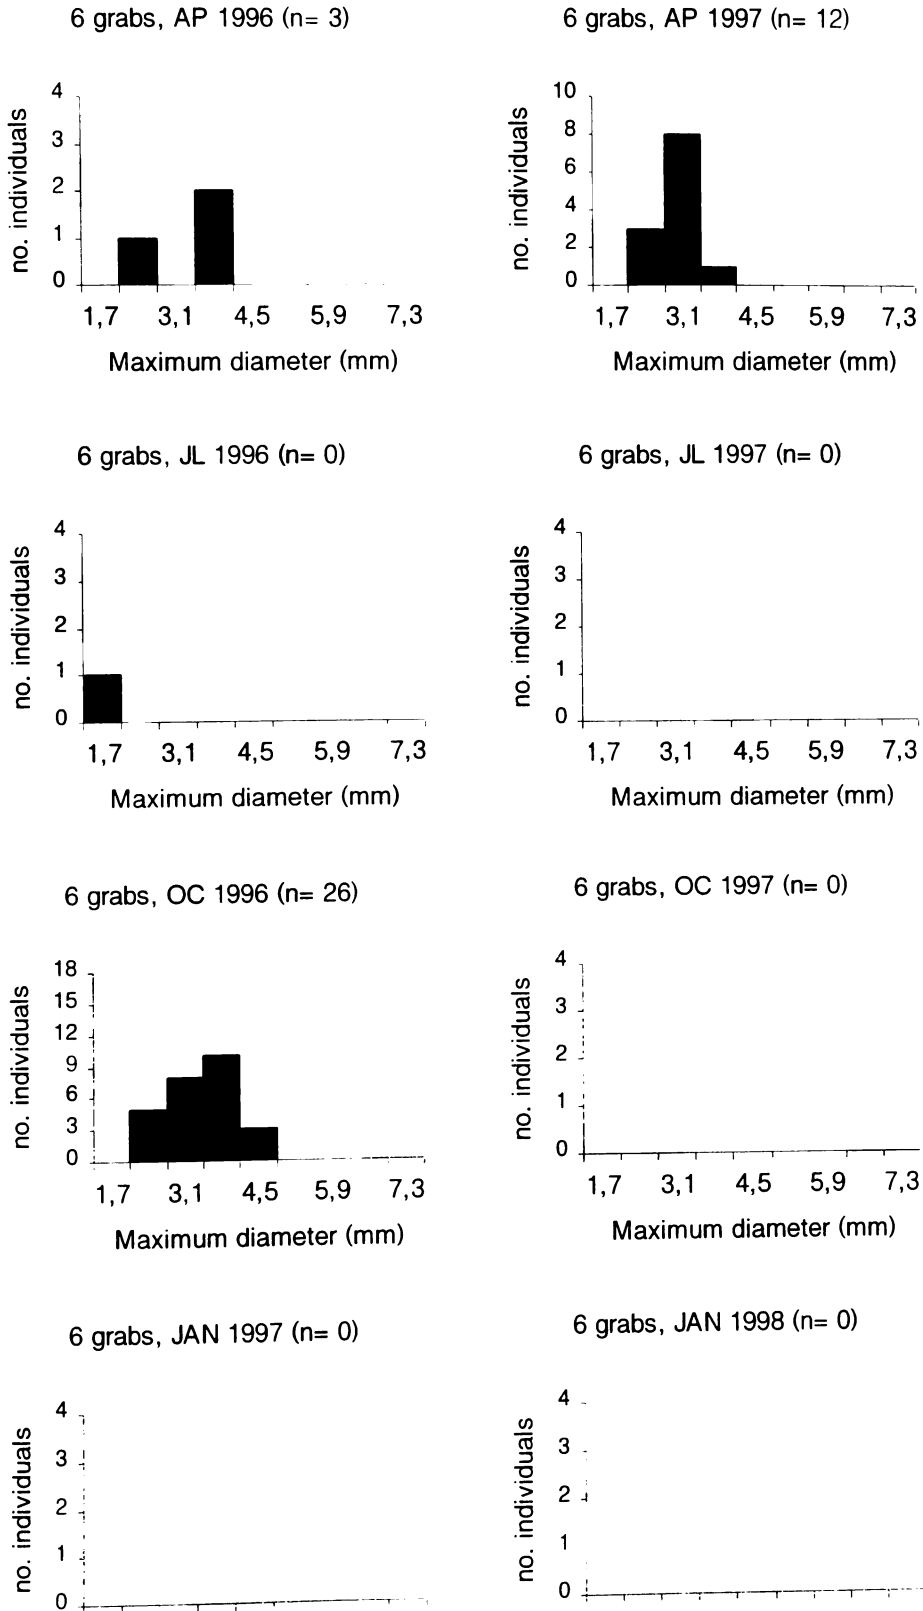 6 grabs, AP 1996 (n= 3)
no. individuals
4
3
2
1
0
1,7 3,1 4,5 5,9 7,3
Maximum diameter (mm)
6 grabs, AP 1997 (n= 12)
no. individuals
10
8
6
4
2
0
1,7 3,1 4,5 5,9 7,3
Maximum diameter (mm)
6 grabs, JL 1996 (n= 0)
no. individuals
4
3
2
1
0
1,7 3,1 4,5 5,9 7,3
Maximum diameter (mm)
6 grabs, JL 1997 (n= 0)
no. individuals
4
3
2
1
0
1,7 3,1 4,5 5,9 7,3
Maximum diameter (mm)
6 grabs, OC 1996 (n= 26)
no. individuals
18
15
12
9
6
3
0
1,7 3,1 4,5 5,9 7,3
Maximum diameter (mm)
6 grabs, OC 1997 (n= 0)
no. individuals
4
3
2
1
0
1,7 3,1 4,5 5,9 7,3
Maximum diameter (mm)
6 grabs, JAN 1997 (n= 0)
no. individuals
4
3
2
1
0
6 grabs, JAN 1998 (n= 0)
no. individuals
4
3
2
1
0